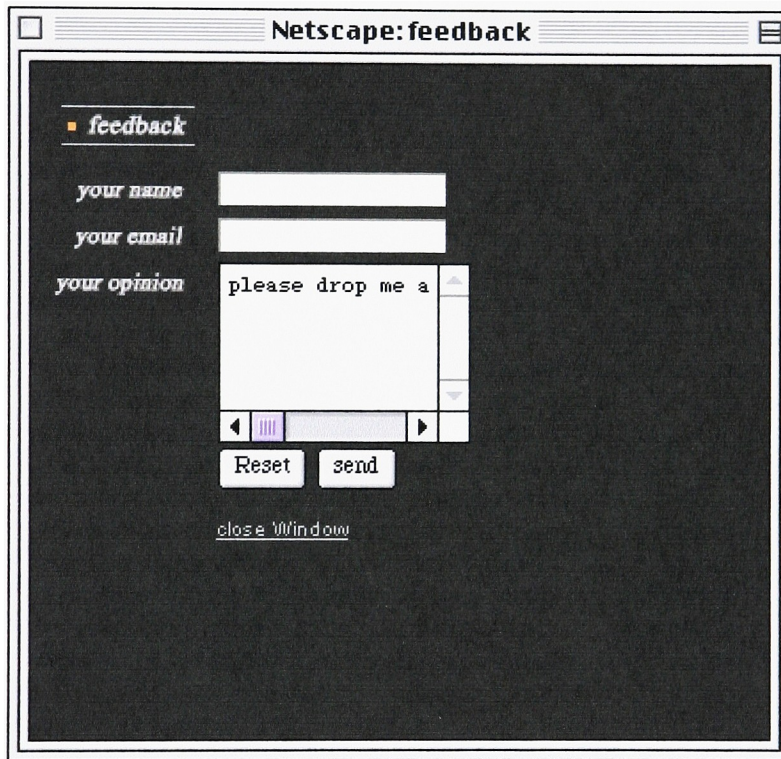 Netscape: feedback
feedback
your name
your email
your opinion
please drop me a
Reset send
close Window